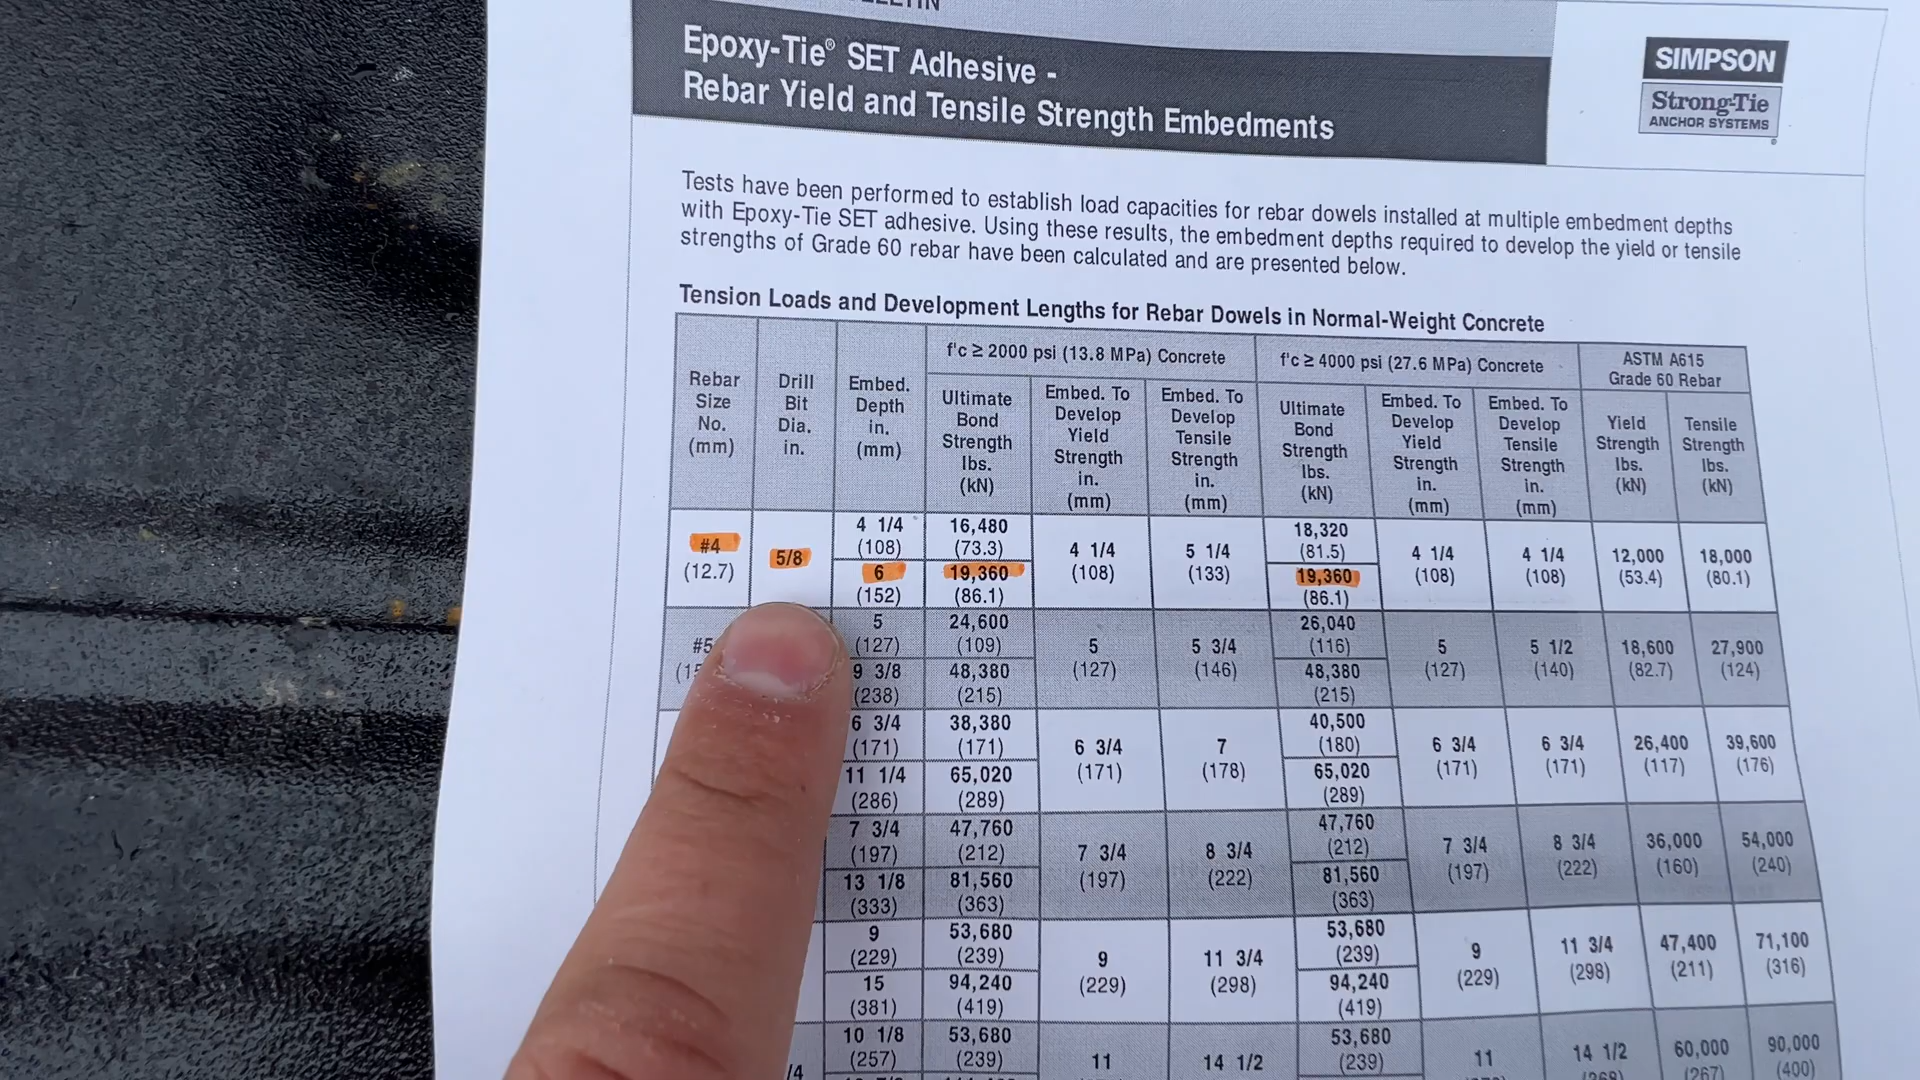 Epoxy-Tie® SET Adhesive -
Rebar Yield and Tensile Strength Embedments
SIMPSON
Strong-Tie
ANCHOR SYSTEMS
®
Tests have been performed to establish load capacities for rebar dowels installed at multiple embedment depths
with Epoxy-Tie SET adhesive. Using these results, the embedment depths required to develop the yield or tensile
strengths of Grade 60 rebar have been calculated and are presented below.
Tension Loads and Development Lengths for Rebar Dowels in Normal-Weight Concrete
f'c ≥ 2000 psi (13.8 MPa) Concrete
f'c ≥ 4000 psi (27.6 MPa) Concrete
ASTM A615
Grade 60 Rebar
Rebar
Size
No.
(mm)
Drill
Bit
Dia.
in.
Embed.
Depth
in.
(mm)
Ultimate
Bond
Strength
lbs.
(kN)
Embed. To
Develop
Yield
Strength
in.
(mm)
Embed. To
Develop
Tensile
Strength
in.
(mm)
Ultimate
Bond
Strength
lbs.
(kN)
Embed. To
Develop
Yield
Strength
in.
(mm)
Embed. To
Develop
Tensile
Strength
in.
(mm)
Yield
Strength
lbs.
(kN)
Tensile
Strength
lbs.
(kN)
#4
(12.7)
5/8
4 1/4
(108)
6
(152)
16,480
(73.3)
19,360
(86.1)
4 1/4
(108)
5 1/4
(133)
18,320
(81.5)
19,360
(86.1)
4 1/4
(108)
4 1/4
(108)
12,000
(53.4)
18,000
(80.1)
#5
5
(127)
9 3/8
(238)
24,600
(109)
48,380
(215)
5
(127)
5 3/4
(146)
26,040
(116)
48,380
(215)
5
(127)
5 1/2
(140)
18,600
(82.7)
27,900
(124)
6 3/4
(171)
11 1/4
(286)
38,380
(171)
65,020
(289)
6 3/4
(171)
7
(178)
40,500
(180)
65,020
(289)
6 3/4
(171)
6 3/4
(171)
26,400
(117)
39,600
(176)
7 3/4
(197)
13 1/8
(333)
47,760
(212)
81,560
(363)
7 3/4
(197)
8 3/4
(222)
47,760
(212)
81,560
(363)
7 3/4
(197)
8 3/4
(222)
36,000
(160)
54,000
(240)
9
(229)
15
(381)
53,680
(239)
94,240
(419)
9
(229)
11 3/4
(298)
53,680
(239)
94,240
(419)
9
(229)
11 3/4
(298)
47,400
(211)
71,100
(316)
/4
10 1/8
(257)
53,680
(239)
11
14 1/2
53,680
(239)
11
14 1/2
60,000
(267)
90,000
(400)